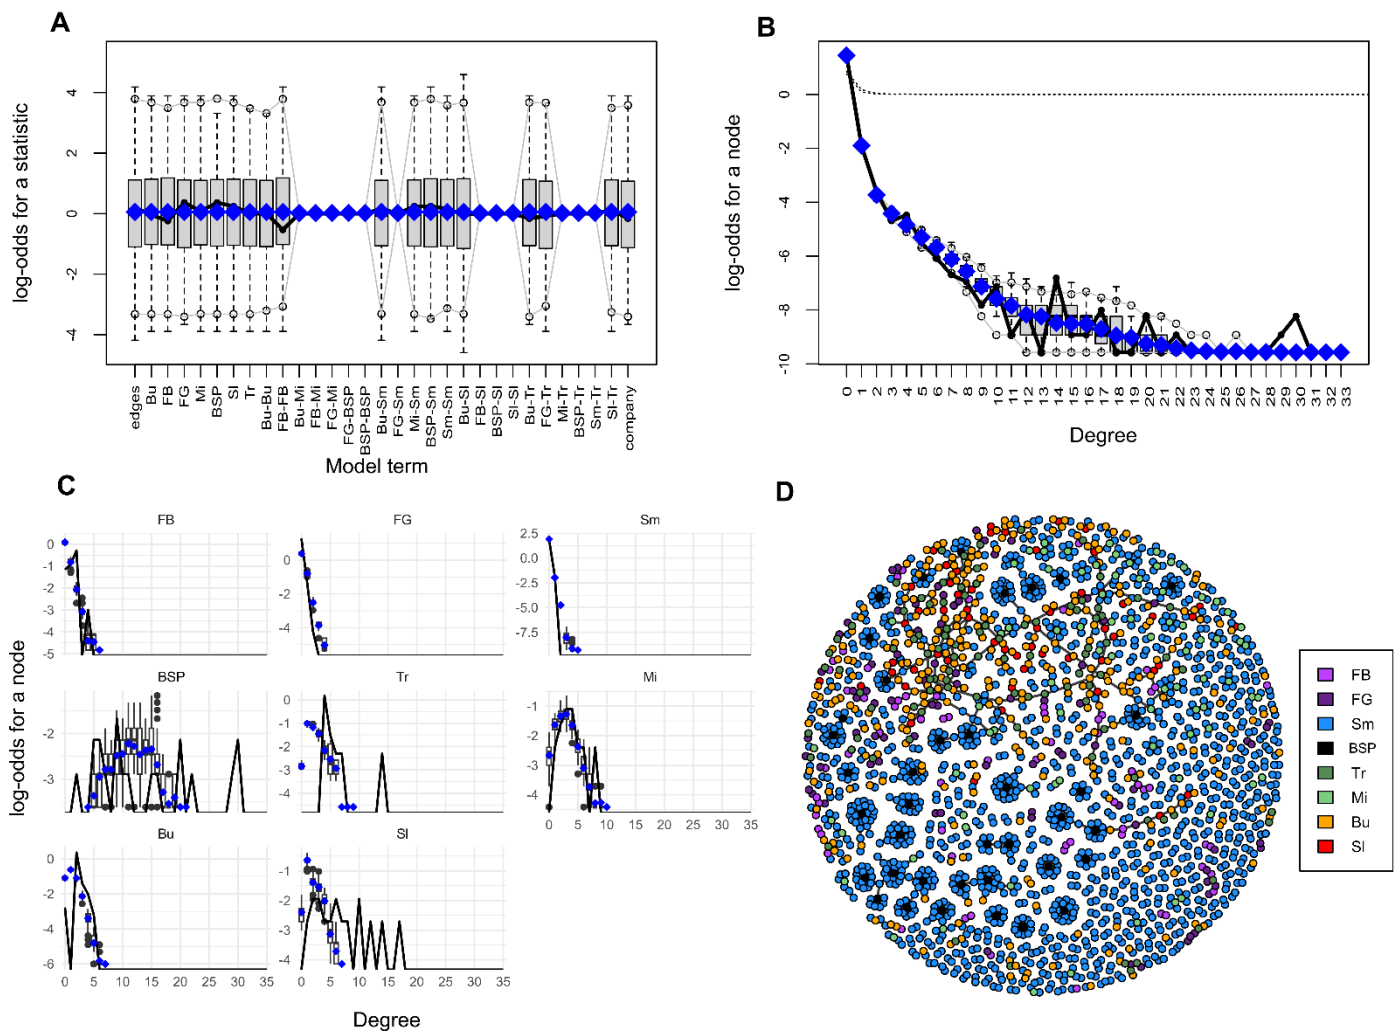 A
log-odds for a statistic
4
2
0
-2
-4
edges
Bu
FB
FG
Mi
BSP
SI
Tr
Bu-Bu
FB-FB
Bu-Mi
FB-Mi
FG-Mi
FG-BSP
BSP-BSP
Bu-Sm
FG-Sm
Mi-Sm
BSP-Sm
Sm-Sm
Bu-SI
FB-SI
BSP-SI
SI-SI
Bu-Tr
FG-Tr
Mi-Tr
BSP-Tr
Sm-Tr
SI-Tr
company
Model term
B
log-odds for a node
0
-2
-4
-6
-8
-10
0 1 2 3 4 5 6 7 8 9 10 11 12 13 14 15 16 17 18 19 20 21 22 23 24 25 26 27 28 29 30 31 32 33
Degree
C
log-odds for a node
FB
0
-1
-2
-3
-4
-5
FG
0
-2
-4
Sm
2.5
0.0
-2.5
-5.0
-7.5
BSP
-2
-3
Tr
0
-1
-2
-3
-4
Mi
-1
-2
-3
-4
0 5 10 15 20 25 30 35
Bu
0
-2
-4
-6
0 5 10 15 20 25 30 35
SI
-1
-2
-3
-4
0 5 10 15 20 25 30 35
Degree
D
FB
FG
Sm
BSP
Tr
Mi
Bu
SI